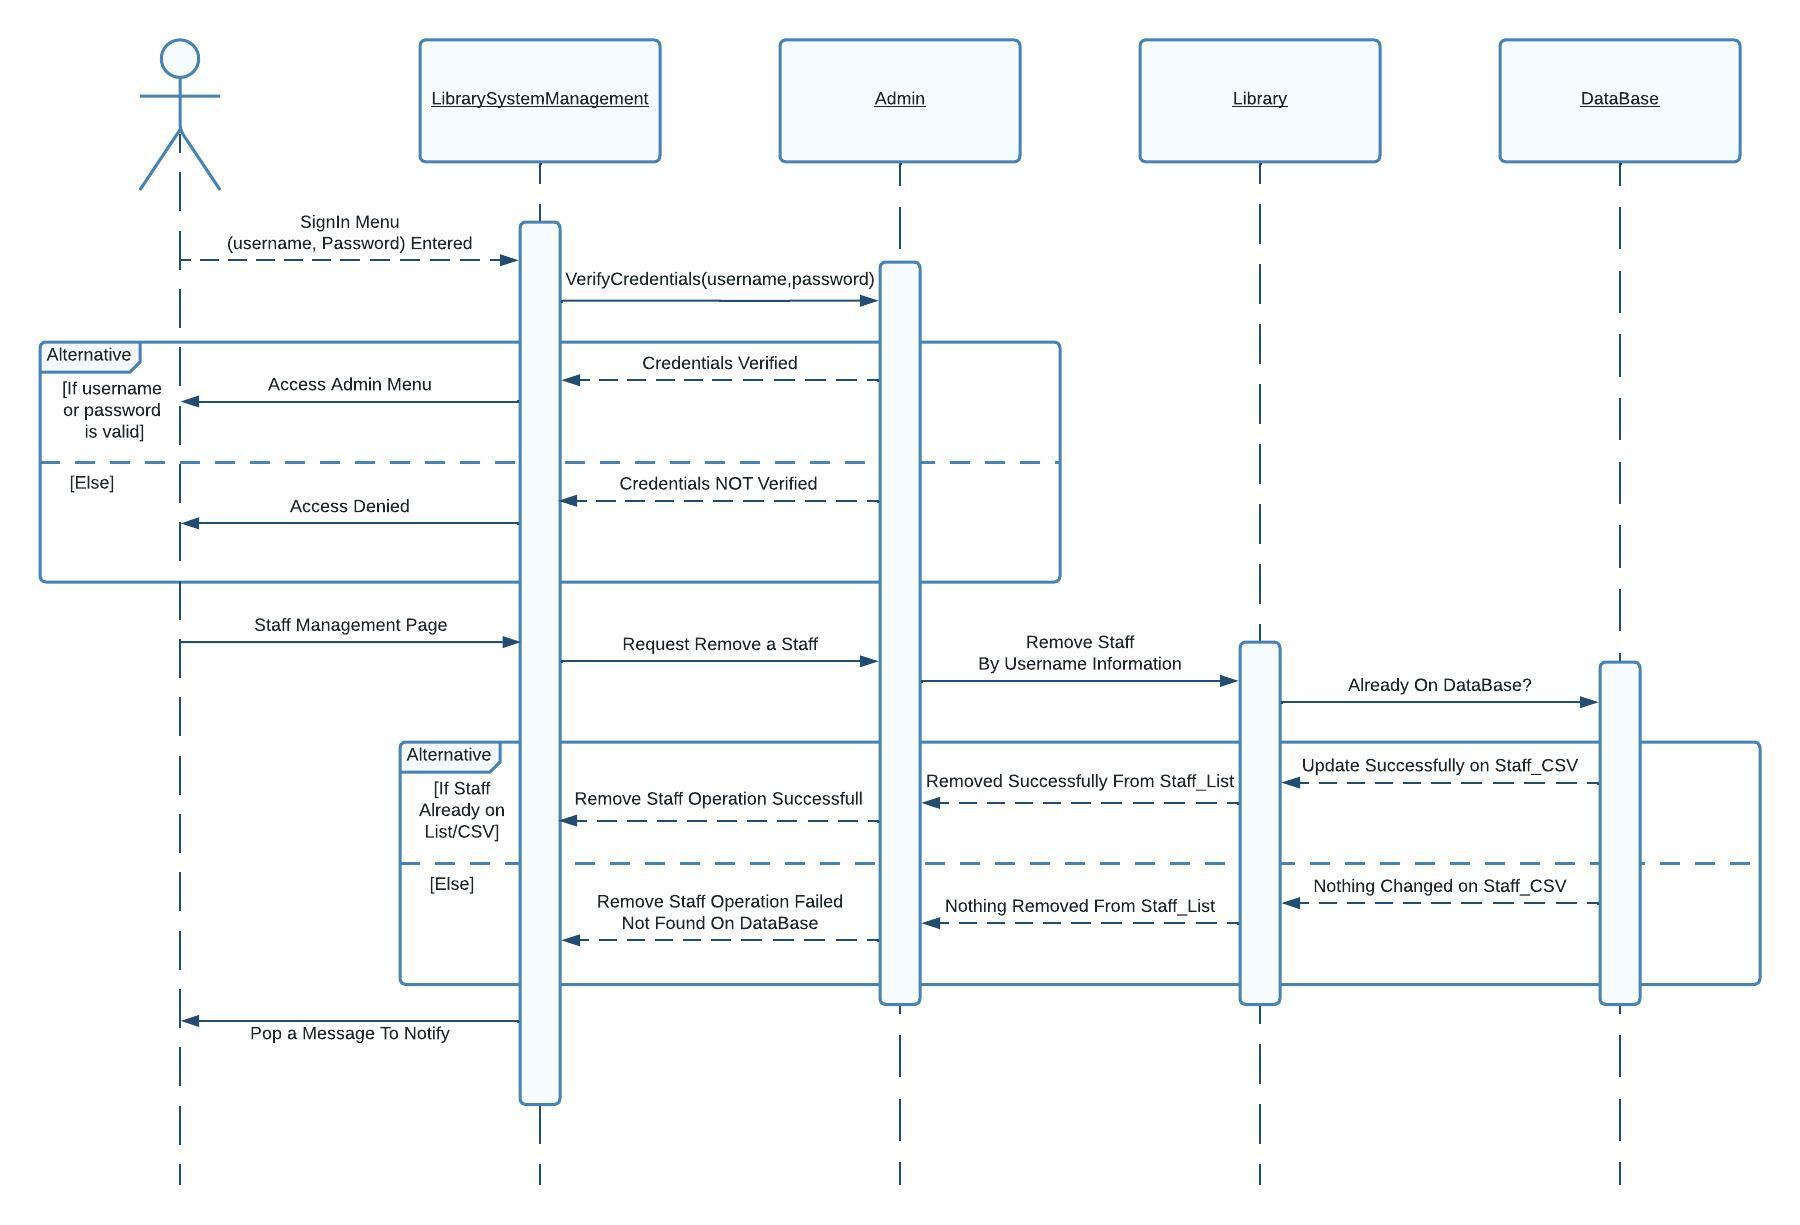 LibrarySystemManagement
Admin
Library
DataBase
SignIn Menu
(username, Password) Entered
VerifyCredentials(username,password)
Alternative
[If username
or password
is valid]
Credentials Verified
Access Admin Menu
[Else]
Credentials NOT Verified
Access Denied
Staff Management Page
Request Remove a Staff
Remove Staff
By Username Information
Already On DataBase?
Alternative
[If Staff
Already on
List/CSV]
Update Successfully on Staff_CSV
Removed Successfully From Staff_List
Remove Staff Operation Successfull
[Else]
Nothing Changed on Staff_CSV
Nothing Removed From Staff_List
Remove Staff Operation Failed
Not Found On DataBase
Pop a Message To Notify